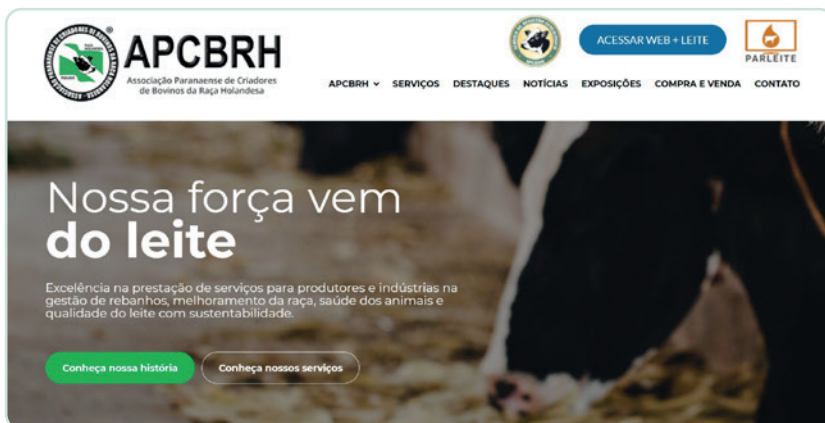 APCBRH
Associação Paranaense de Criadores
de Bovinos da Raça Holandesa
ACESSAR WEB + LEITE
PARLEITE
APCBRH
SERVIÇOS
DESTAQUES
NOTÍCIAS
EXPOSIÇÕES
COMPRA E VENDA
CONTATO
Nossa força vem
do leite
Excelência na prestação de serviços para produtores e indústrias na
gestão de rebanhos, melhoramento da raça, saúde dos animais e
qualidade do leite com sustentabilidade.
Conheça nossa história
Conheça nossos serviços